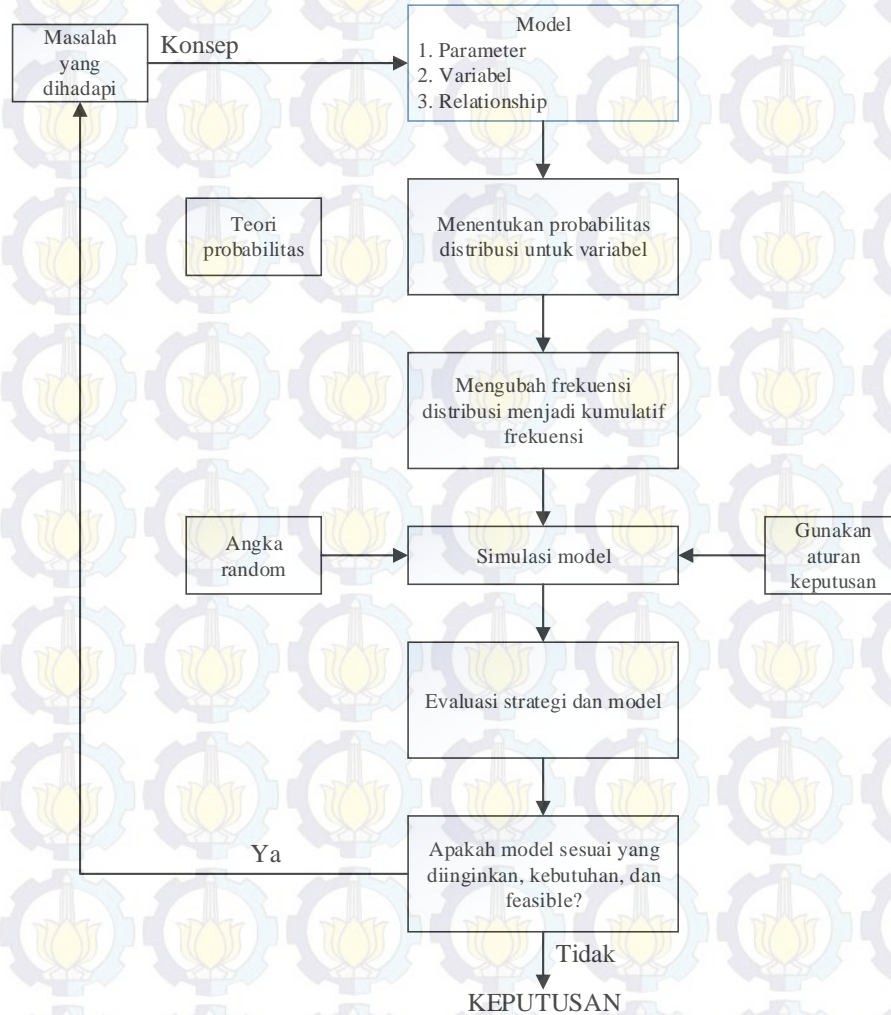 Masalah
yang
dihadapi
Konsep
Model
1. Parameter
2. Variabel
3. Relationship
Teori
probabilitas
Menentukan probabilitas
distribusi untuk variabel
Mengubah frekuensi
distribusi menjadi kumulatif
frekuensi
Angka
random
Simulasi model
Gunakan
aturan
keputusan
Evaluasi strategi dan model
Ya
Apakah model sesuai yang
diinginkan, kebutuhan, dan
feasible?
Tidak
KEPUTUSAN